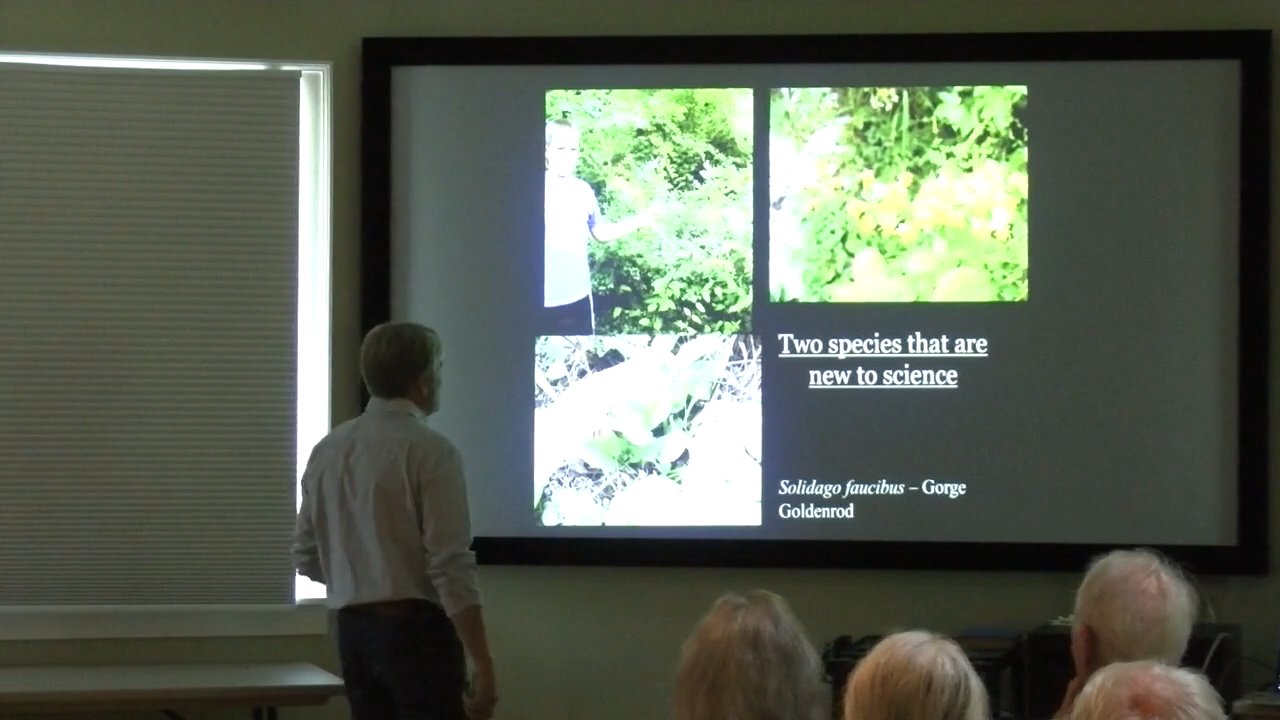 Two species that are
new to science
Solidago faucibus – Gorge
Goldenrod